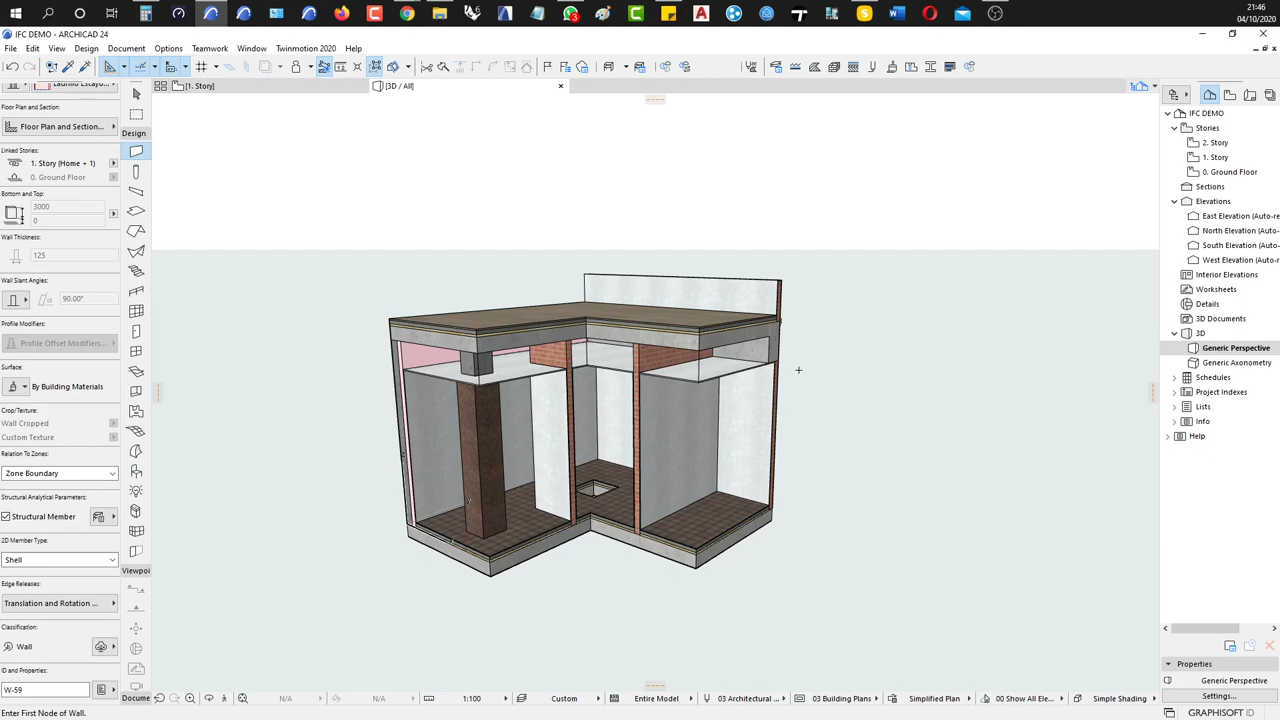 21:46
04/10/2020
IFC DEMO - ARCHICAD 24
File Edit View Design Document Options Teamwork Window Twinmotion 2020 Help
[1. Story]
[3D / All]
Floor Plan and Section:
Floor Plan and Section...
Linked Stories:
1. Story (Home + 1)
0. Ground Floor
Bottom and Top:
3000
0
Wall Thickness:
125
Wall Slant Angles:
90.00°
Profile Modifiers:
Profile Offset Modifiers...
Surface:
By Building Materials
Crop/Texture:
Wall Cropped
Custom Texture
Relation To Zones:
Zone Boundary
Structural Analytical Parameters:
Structural Member
2D Member Type:
Shell
Edge Releases:
Translation and Rotation ...
Classification:
Wall
ID and Properties:
W-59
Enter First Node of Wall.
Design
Viewpoi
Docume
N/A
N/A
1:100
Custom
Entire Model
03 Architectural ...
03 Building Plans
Simplified Plan
00 Show All Ele...
Simple Shading
IFC DEMO
Stories
2. Story
1. Story
0. Ground Floor
Sections
Elevations
East Elevation (Auto-re
North Elevation (Auto-r
South Elevation (Auto-r
West Elevation (Auto-r
Interior Elevations
Worksheets
Details
3D Documents
3D
Generic Perspective
Generic Axonometry
Schedules
Project Indexes
Lists
Info
Help
Properties
Generic Perspective
Settings...
GRAPHISOFT ID